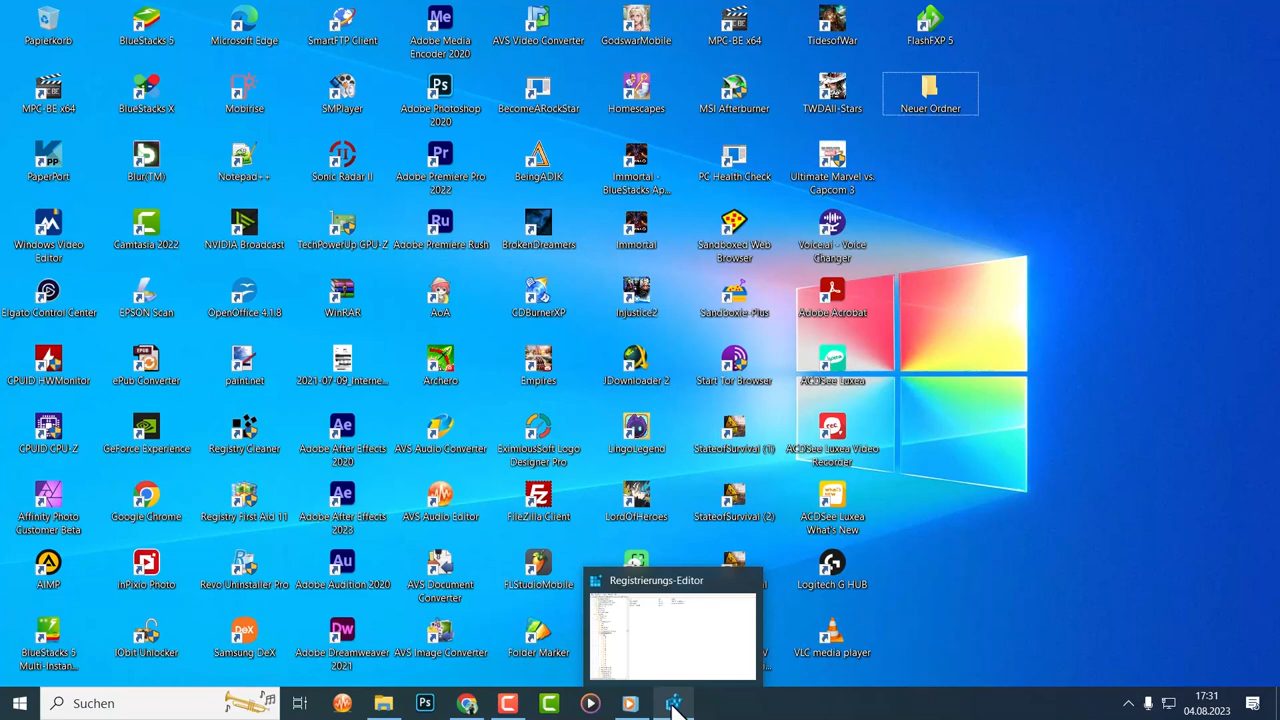 Papierkorb
BlueStacks 5
Microsoft Edge
SmartFTP Client
Adobe Media
Encoder 2020
AVS Video Converter
GodswarMobile
MPC-BE x64
TidesofWar
FlashFXP 5
MPC-BE x64
BlueStacks X
Mobirise
SMPlayer
Adobe Photoshop
2020
BecomeARockStar
Homescapes
MSI Afterburner
TWDAll-Stars
Neuer Ordner
PaperPort
Blur(TM)
Notepad++
Sonic Radar II
Adobe Premiere Pro
2022
BeingADIK
Immortal -
BlueStacks Ap...
PC Health Check
Ultimate Marvel vs.
Capcom 3
Windows Video
Editor
Camtasia 2022
NVIDIA Broadcast
TechPowerUp GPU-Z
Adobe Premiere Rush
BrokenDreamers
Immortal
Sandboxed Web
Browser
Voice.ai - Voice
Changer
Elgato Control Center
EPSON Scan
OpenOffice 4.1.8
WinRAR
AoA
CDBurnerXP
Injustice2
Sandboxie-Plus
Adobe Acrobat
CPUID HWMonitor
ePub Converter
paint.net
2021-07-09_Interne...
Archero
Empires
JDownloader 2
Start Tor Browser
ACDSee Luxea
CPUID CPU-Z
GeForce Experience
Registry Cleaner
Adobe After Effects
2020
AVS Audio Converter
EximiousSoft Logo
Designer Pro
LingoLegend
StateofSurvival (1)
ACDSee Luxea Video
Recorder
Affinity Photo
Customer Beta
Google Chrome
Registry First Aid 11
Adobe After Effects
2023
AVS Audio Editor
FileZilla Client
LordOfHeroes
StateofSurvival (2)
ACDSee Luxea
What's New
AIMP
InPixio Photo
Revo Uninstaller Pro
Adobe Audition 2020
AVS Document
Converter
FLStudioMobile
Logitech G HUB
Registrierungs-Editor
BlueStacks 5
Multi-Instan...
IObit Unlocker
Samsung DeX
Adobe Dreamweaver
2021
AVS Image Converter
Folder Marker
VLC media player
Suchen
17:31
04.08.2023